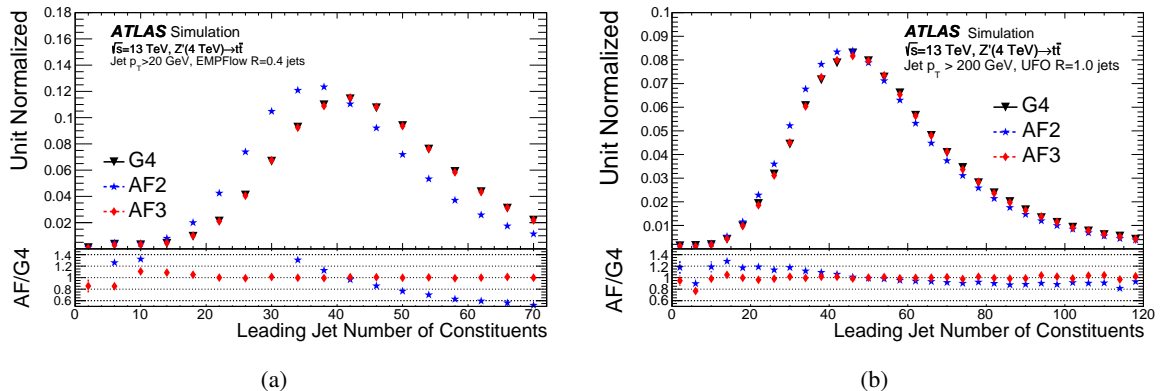 ATLAS Simulation
√s=13 TeV, Z'(4 TeV)→tt̄
Jet pT>20 GeV, EMPFlow R=0.4 jets
G4
AF2
AF3
Unit Normalized
0.18
0.16
0.14
0.12
0.1
0.08
0.06
0.04
0.02
AF/G4
1.4
1.2
1
0.8
0.6
0 10 20 30 40 50 60 70
Leading Jet Number of Constituents
(a)
ATLAS Simulation
√s=13 TeV, Z'(4 TeV)→tt̄
Jet pT > 200 GeV, UFO R=1.0 jets
G4
AF2
AF3
Unit Normalized
0.1
0.09
0.08
0.07
0.06
0.05
0.04
0.03
0.02
0.01
AF/G4
1.4
1.2
1
0.8
0.6
0 20 40 60 80 100 120
Leading Jet Number of Constituents
(b)